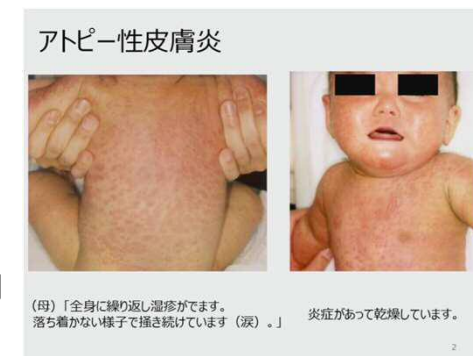 アトピー性皮膚炎
(母)「全身に繰り返し湿疹がでます。
落ち着かない様子で掻き続けています(涙)。」
炎症があって乾燥しています。
2